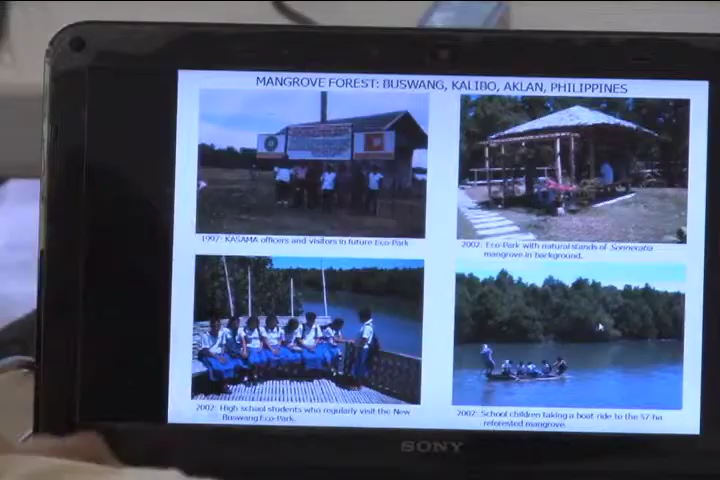 MANGROVE FOREST: BUSWANG, KALIBO, AKLAN, PHILIPPINES
1997: KASAMA officers and visitors in future Eco-Park
2002: Eco-Park with natural stands of Sonneratia
mangrove in background.
2002: High school students who regularly visit the New
Buswang Eco-Park.
2002: School children taking a boat ride to the 57-ha
reforested mangrove.
SONY